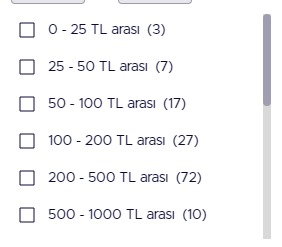 0 - 25 TL arası (3)
25 - 50 TL arası (7)
50 - 100 TL arası (17)
100 - 200 TL arası (27)
200 - 500 TL arası (72)
500 - 1000 TL arası (10)